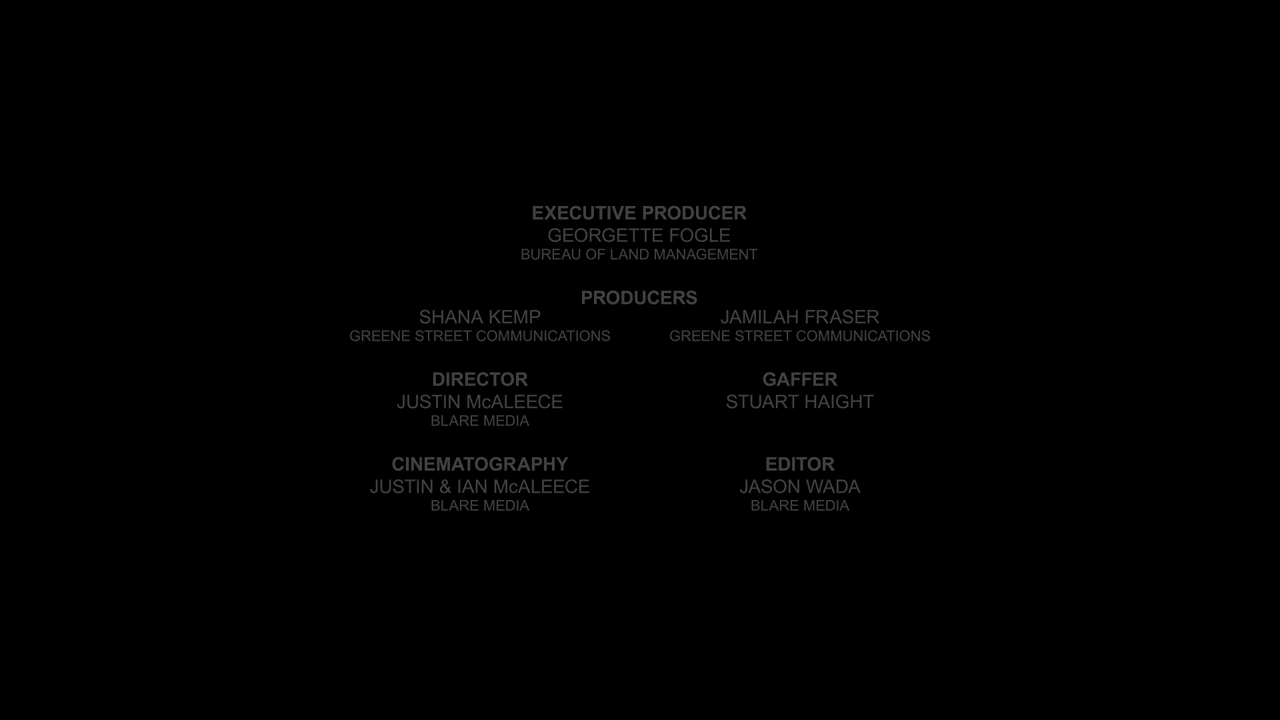 EXECUTIVE PRODUCER
GEORGETTE FOGLE
BUREAU OF LAND MANAGEMENT
PRODUCERS
SHANA KEMP
GREENE STREET COMMUNICATIONS
JAMILAH FRASER
GREENE STREET COMMUNICATIONS
DIRECTOR
JUSTIN McALEECE
BLARE MEDIA
GAFFER
STUART HAIGHT
CINEMATOGRAPHY
JUSTIN & IAN McALEECE
BLARE MEDIA
EDITOR
JASON WADA
BLARE MEDIA